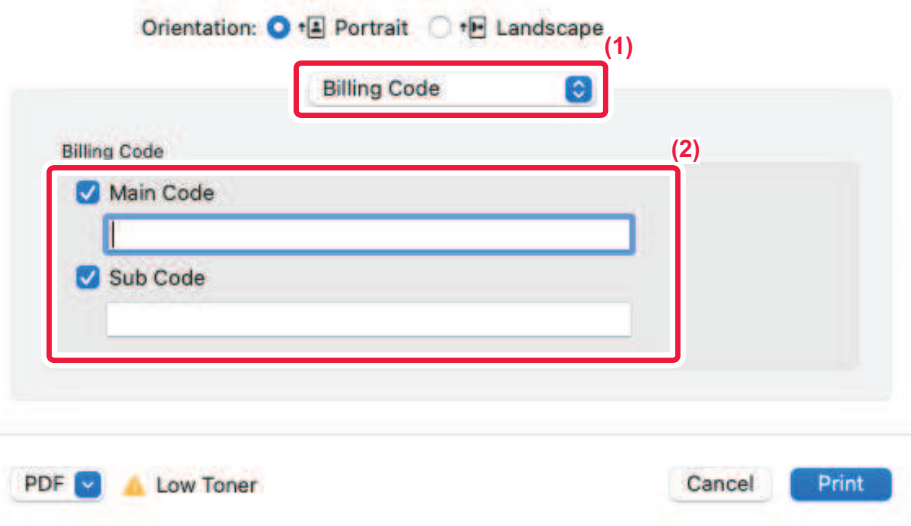 Orientation: Portrait Landscape
(1)
Billing Code
Billing Code
(2)
Main Code
Sub Code
PDF Low Toner Cancel Print